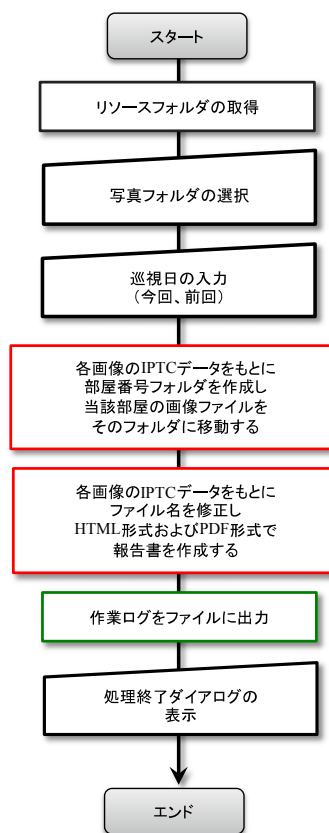 スタート
リソースフォルダの取得
写真フォルダの選択
巡視日の入力
（今回、前回）
各画像のIPTCデータをもとに
部屋番号フォルダを作成し
当該部屋の画像ファイルを
そのフォルダに移動する
各画像のIPTCデータをもとに
ファイル名を修正し
HTML形式およびPDF形式で
報告書を作成する
作業ログをファイルに出力
処理終了ダイアログの
表示
エンド